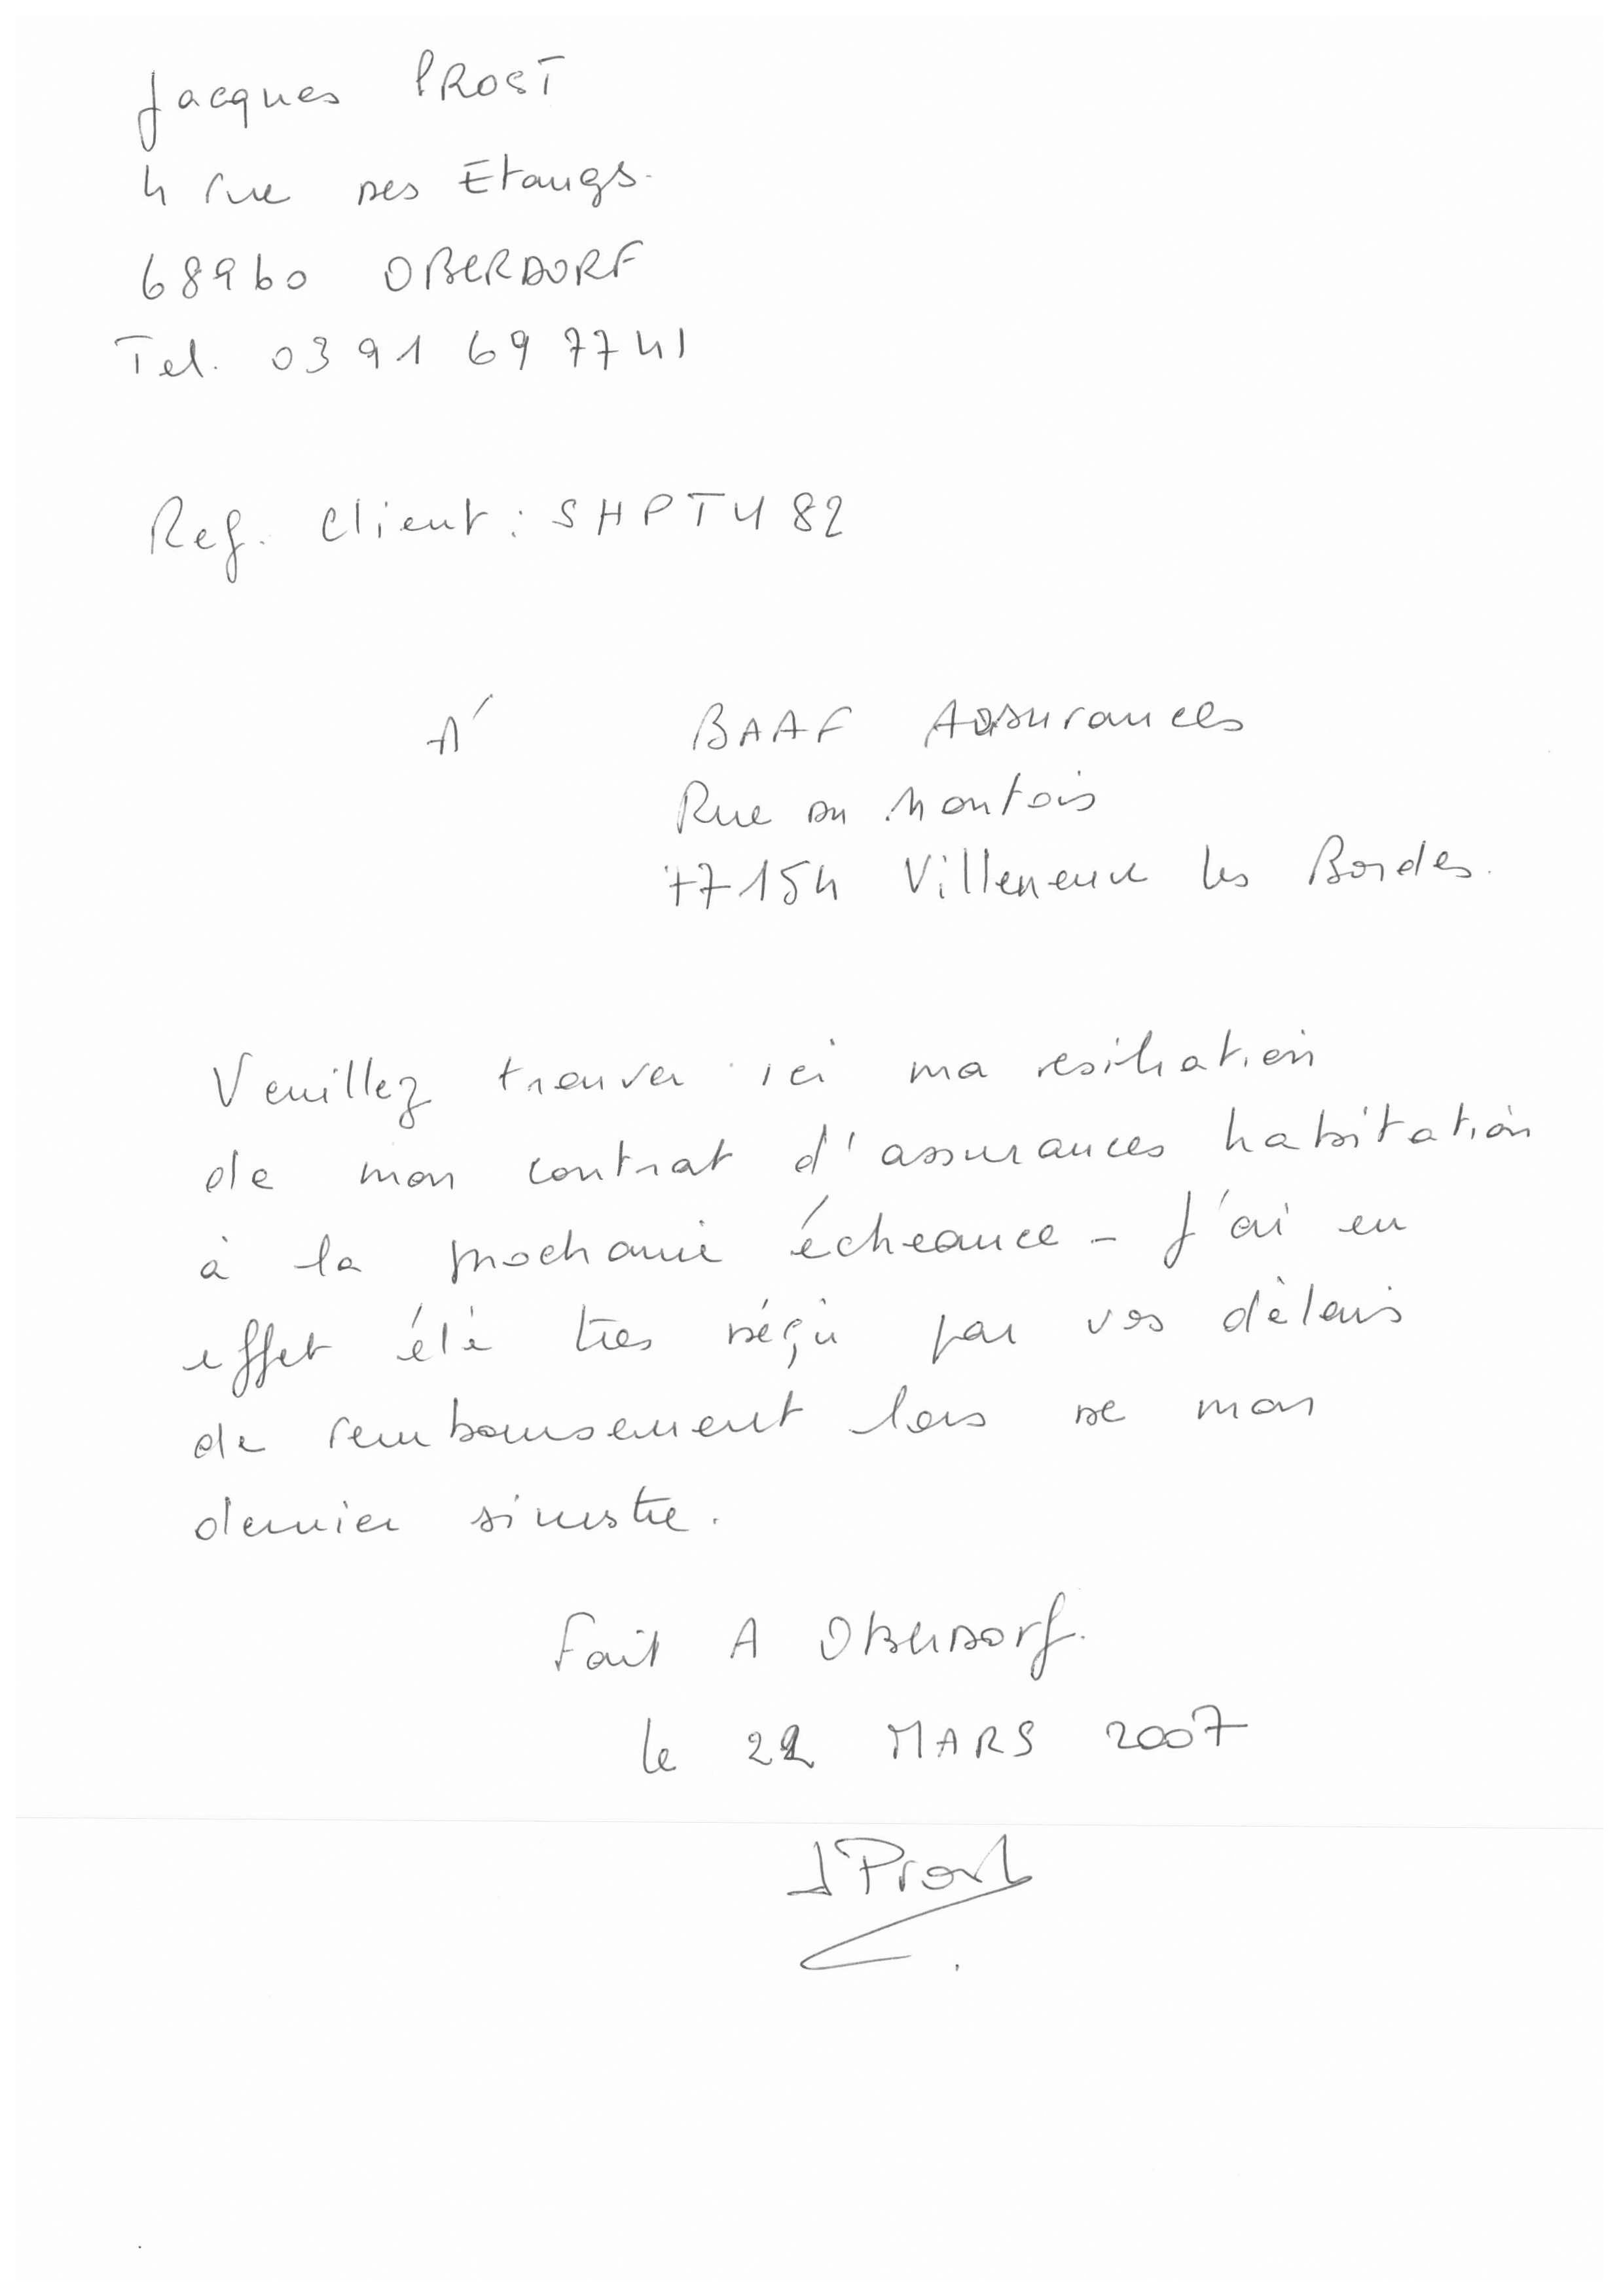 Jacques PROST
4 rue des Etangs.
68960 OBERDORF
Tel. 03 91 69 77 41
Ref. Client : SHPTU82
A' BAAF Assurances
Rue du Montois
77154 Villeneuve les Bordes.
Veuillez trouver ici ma resiliation
de mon contrat d'assurances habitation
à la prochaine échéance - J'ai en
effet été tres déçu par vos délais
de remboursement lors de mon
dernier sinistre.
Fait A Oberdorf.
le 22 MARS 2007
J Prost